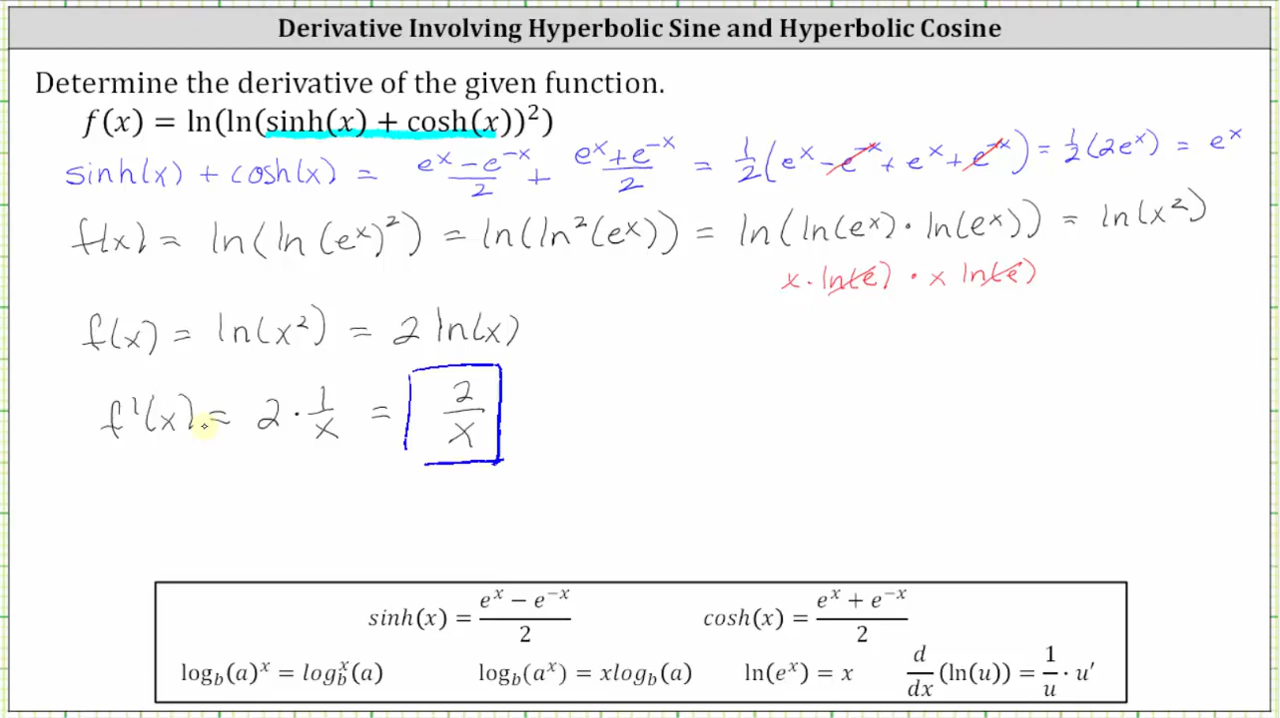 Derivative Involving Hyperbolic Sine and Hyperbolic Cosine
Determine the derivative of the given function.
f(x) = ln(ln(sinh(x) + cosh(x))²)
sinh(x) + cosh(x) = (e^x − e^−x)/2 + (e^x + e^−x)/2 = 1/2(e^x − e^−x + e^x + e^−x) = 1/2(2e^x) = e^x
f(x) = ln(ln(e^x)²) = ln(ln²(e^x)) = ln(ln(e^x) · ln(e^x)) = ln(x²)
x · ln(e) · x ln(e)
f(x) = ln(x²) = 2 ln(x)
f'(x) = 2 · 1/x = 2/x
sinh(x) = (e^x − e^−x)/2 cosh(x) = (e^x + e^−x)/2
log_b(a)^x = log_b^x(a) log_b(a^x) = xlog_b(a) ln(e^x) = x d/dx(ln(u)) = 1/u · u′